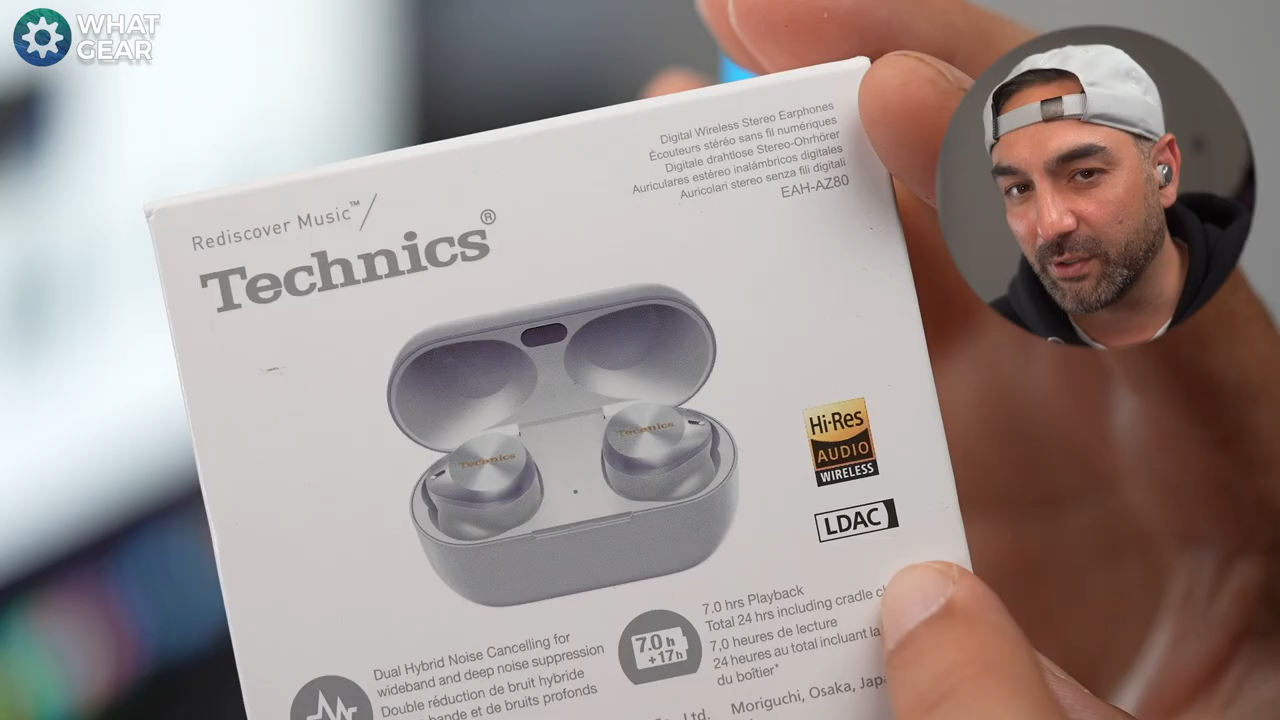 WHAT
GEAR
Digital Wireless Stereo Earphones
Écouteurs stéréo sans fil numériques
Digitale drahtlose Stereo-Ohrhörer
Auriculares estéreo inalámbricos digitales
Auricolari stereo senza fili digitali
EAH-AZ80
Rediscover Music™/
Technics®
Technics
Technics
Hi-Res
AUDIO
WIRELESS
LDAC
7.0 h
+17h
7.0 hrs Playback
Total 24 hrs including cradle
7,0 heures de lecture
24 heures au total incluant la
du boîtier*
Dual Hybrid Noise Cancelling for
wideband and deep noise suppression
Double réduction de bruit hybride
bande et de bruits profonds
Co., Ltd. Moriguchi, Osaka,